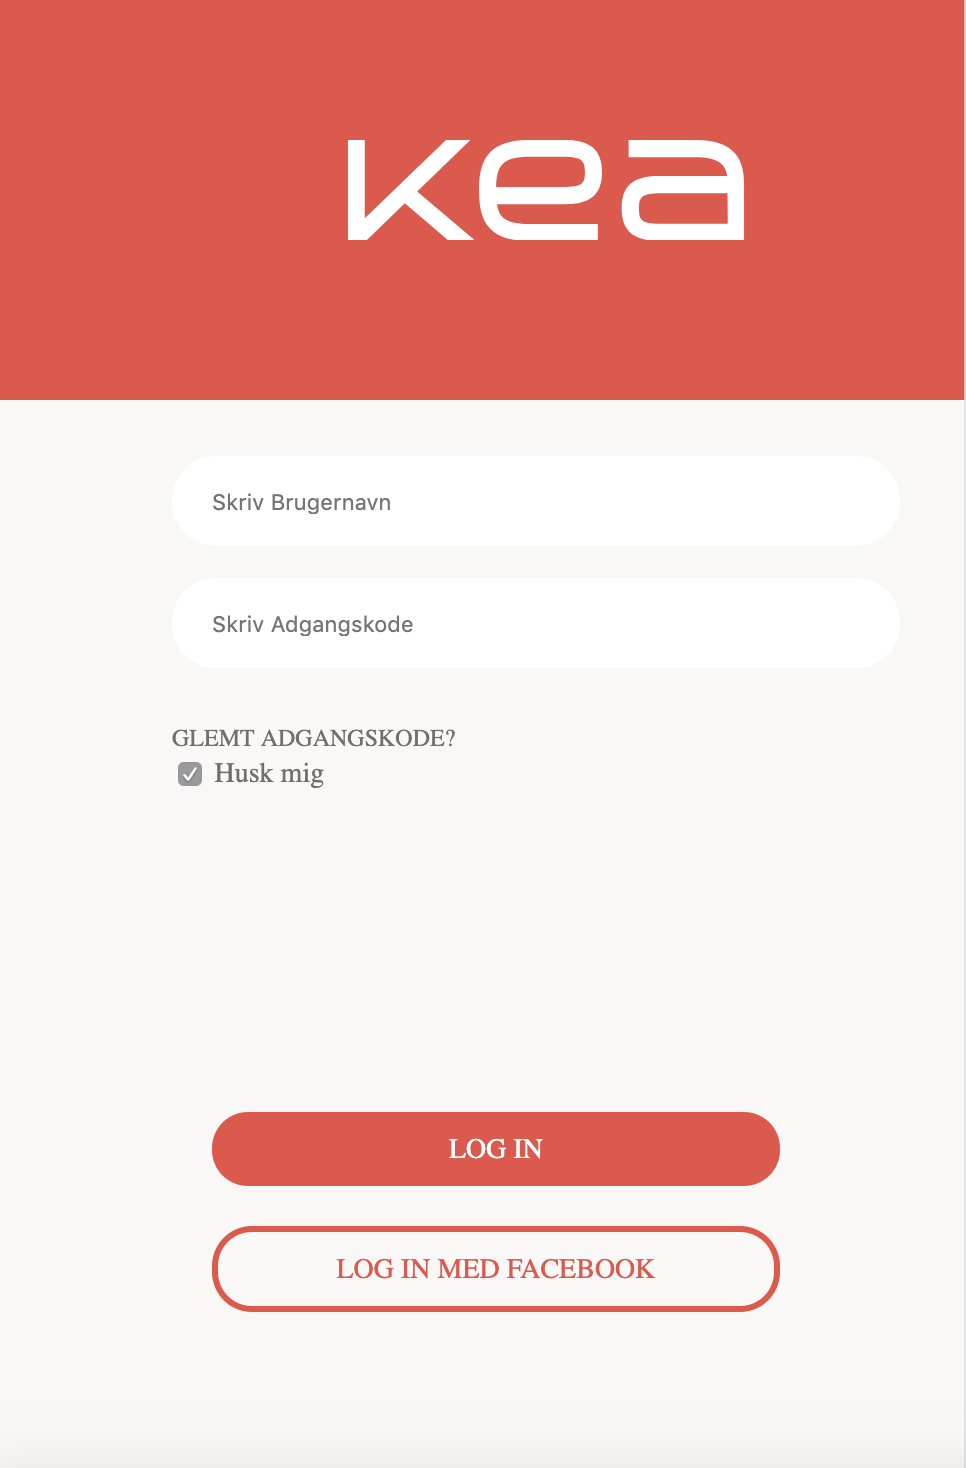 kea
Skriv Brugernavn
Skriv Adgangskode
GLEMT ADGANGSKODE?
Husk mig
LOG IN
LOG IN MED FACEBOOK